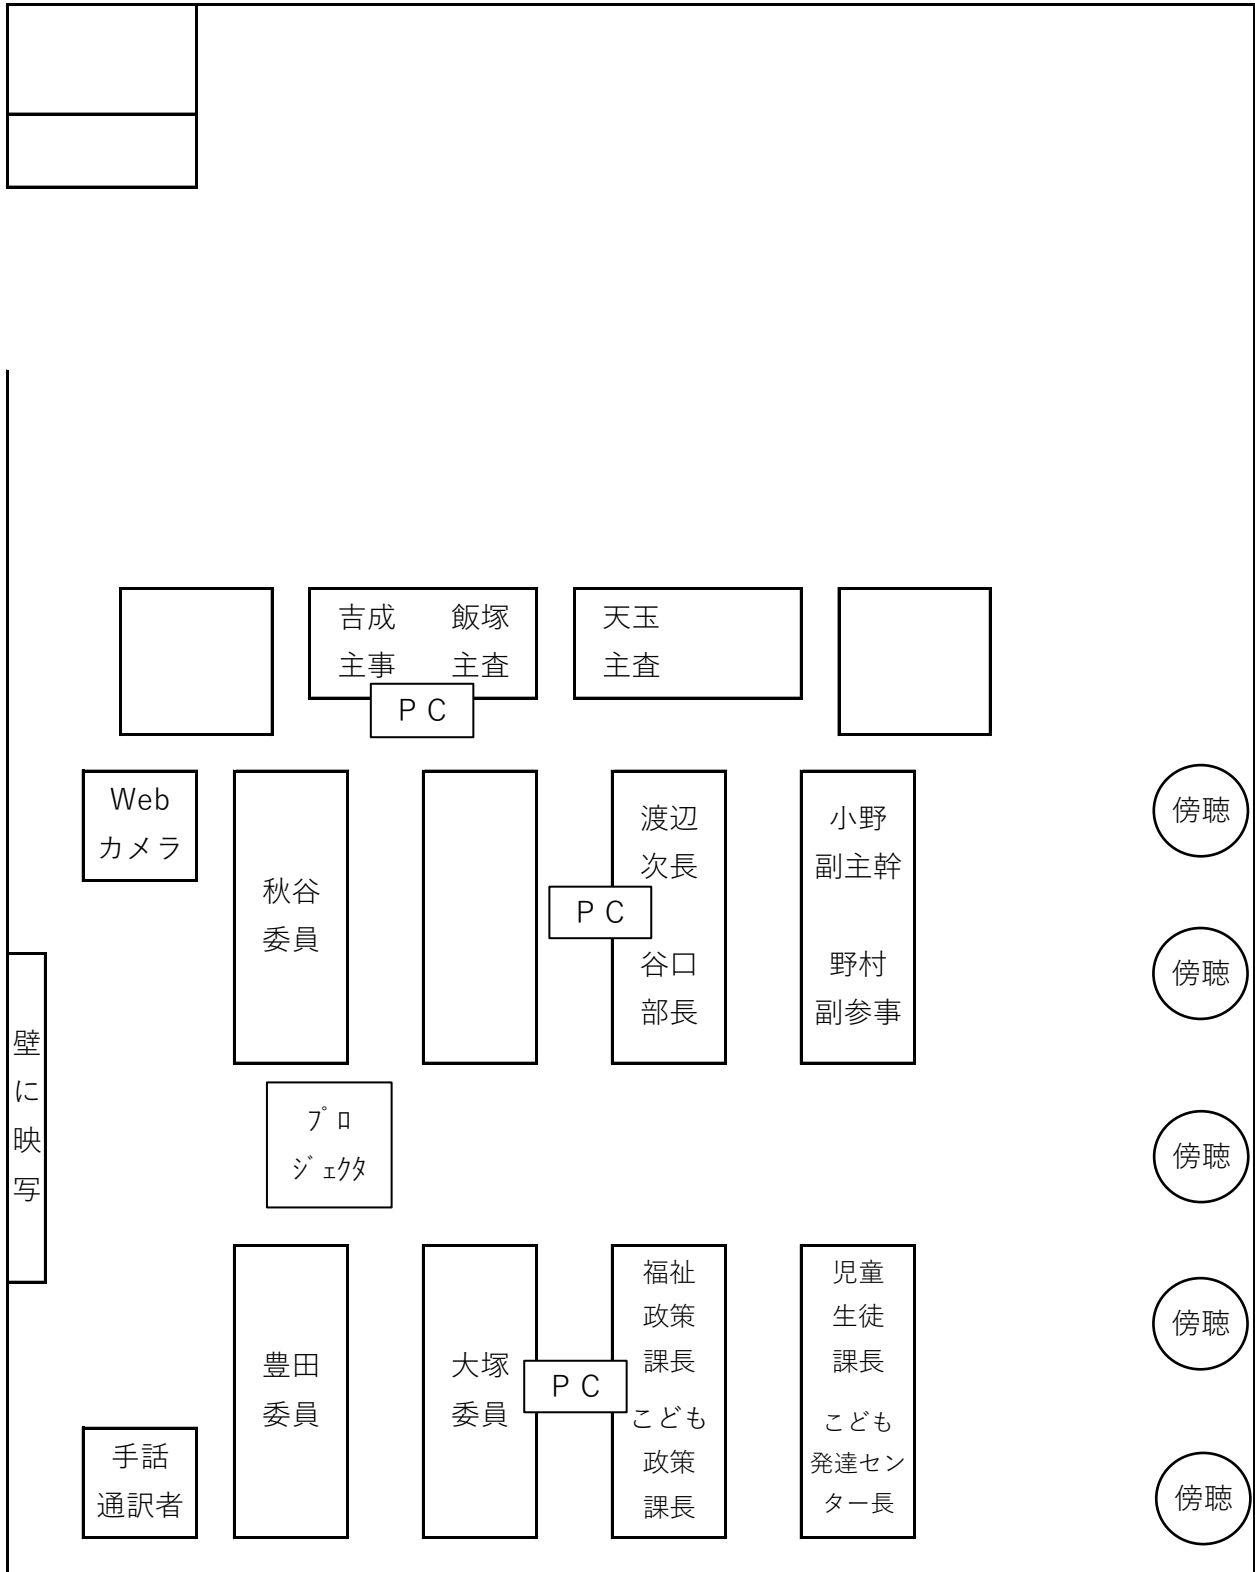 吉成 飯塚
主事 主査
天玉
主査
ＰＣ
Web
カメラ
秋谷
委員
渡辺
次長
ＰＣ
谷口
部長
小野
副主幹
野村
副参事
傍聴
傍聴
壁に映写
ﾌﾟﾛ
ｼﾞｪｸﾀ
傍聴
豊田
委員
大塚
委員
ＰＣ
福祉
政策
課長
こども
政策
課長
児童
生徒
課長
こども
発達セン
ター長
傍聴
手話
通訳者
傍聴